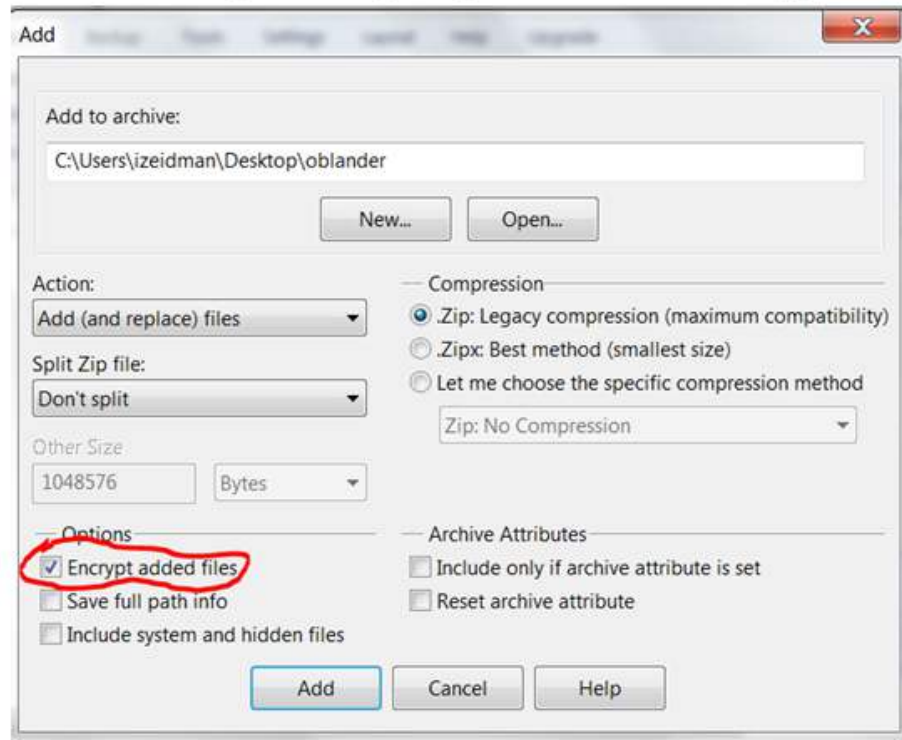 Add
Add to archive:
C:\Users\izeidman\Desktop\oblander
New... Open...
Action:
Add (and replace) files
Split Zip file:
Don't split
Other Size
1048576 Bytes
Compression
.Zip: Legacy compression (maximum compatibility)
.Zipx: Best method (smallest size)
Let me choose the specific compression method
Zip: No Compression
Options
Encrypt added files
Save full path info
Include system and hidden files
Archive Attributes
Include only if archive attribute is set
Reset archive attribute
Add Cancel Help